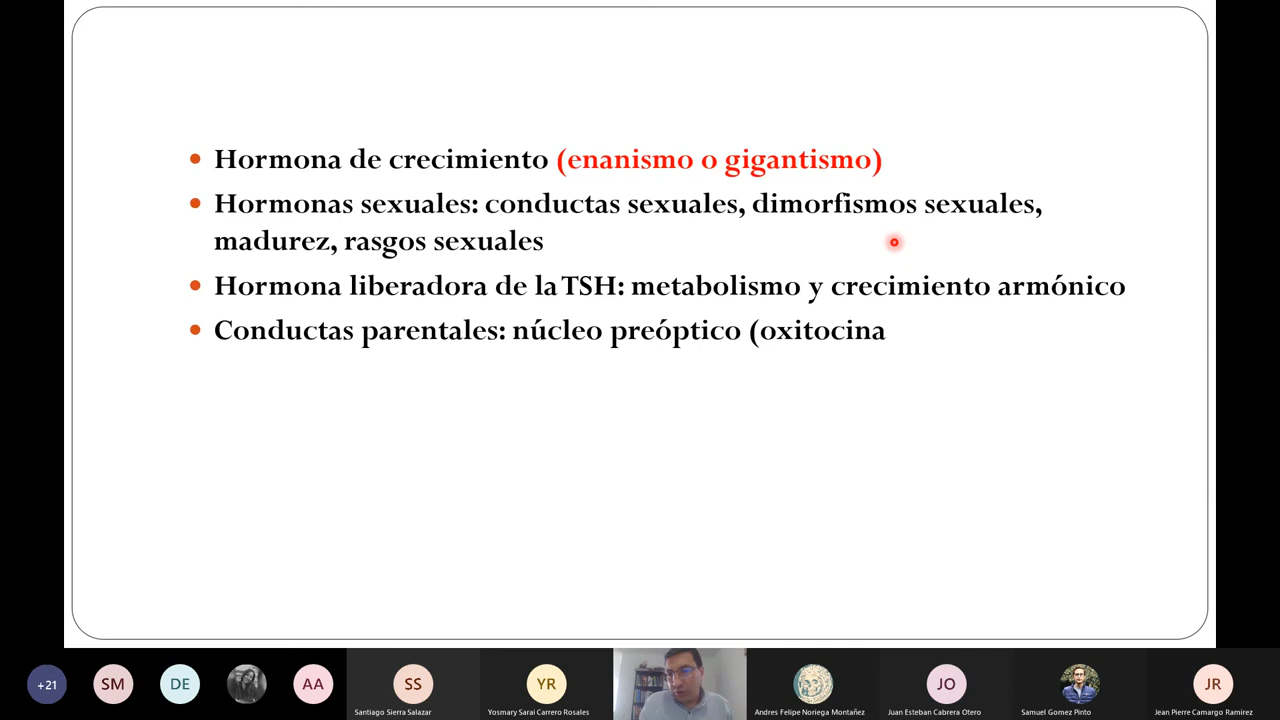 Hormona de crecimiento (enanismo o gigantismo)
Hormonas sexuales: conductas sexuales, dimorfismos sexuales,
madurez, rasgos sexuales
Hormona liberadora de la TSH: metabolismo y crecimiento armónico
Conductas parentales: núcleo preóptico (oxitocina
+21
SM
DE
AA
SS
YR
JO
JR
Santiago Sierra Salazar
Yosmary Sarai Carrero Rosales
Andres Felipe Noriega Montañez
Juan Esteban Cabrera Otero
Samuel Gomez Pinto
Jean Pierre Camargo Ramirez